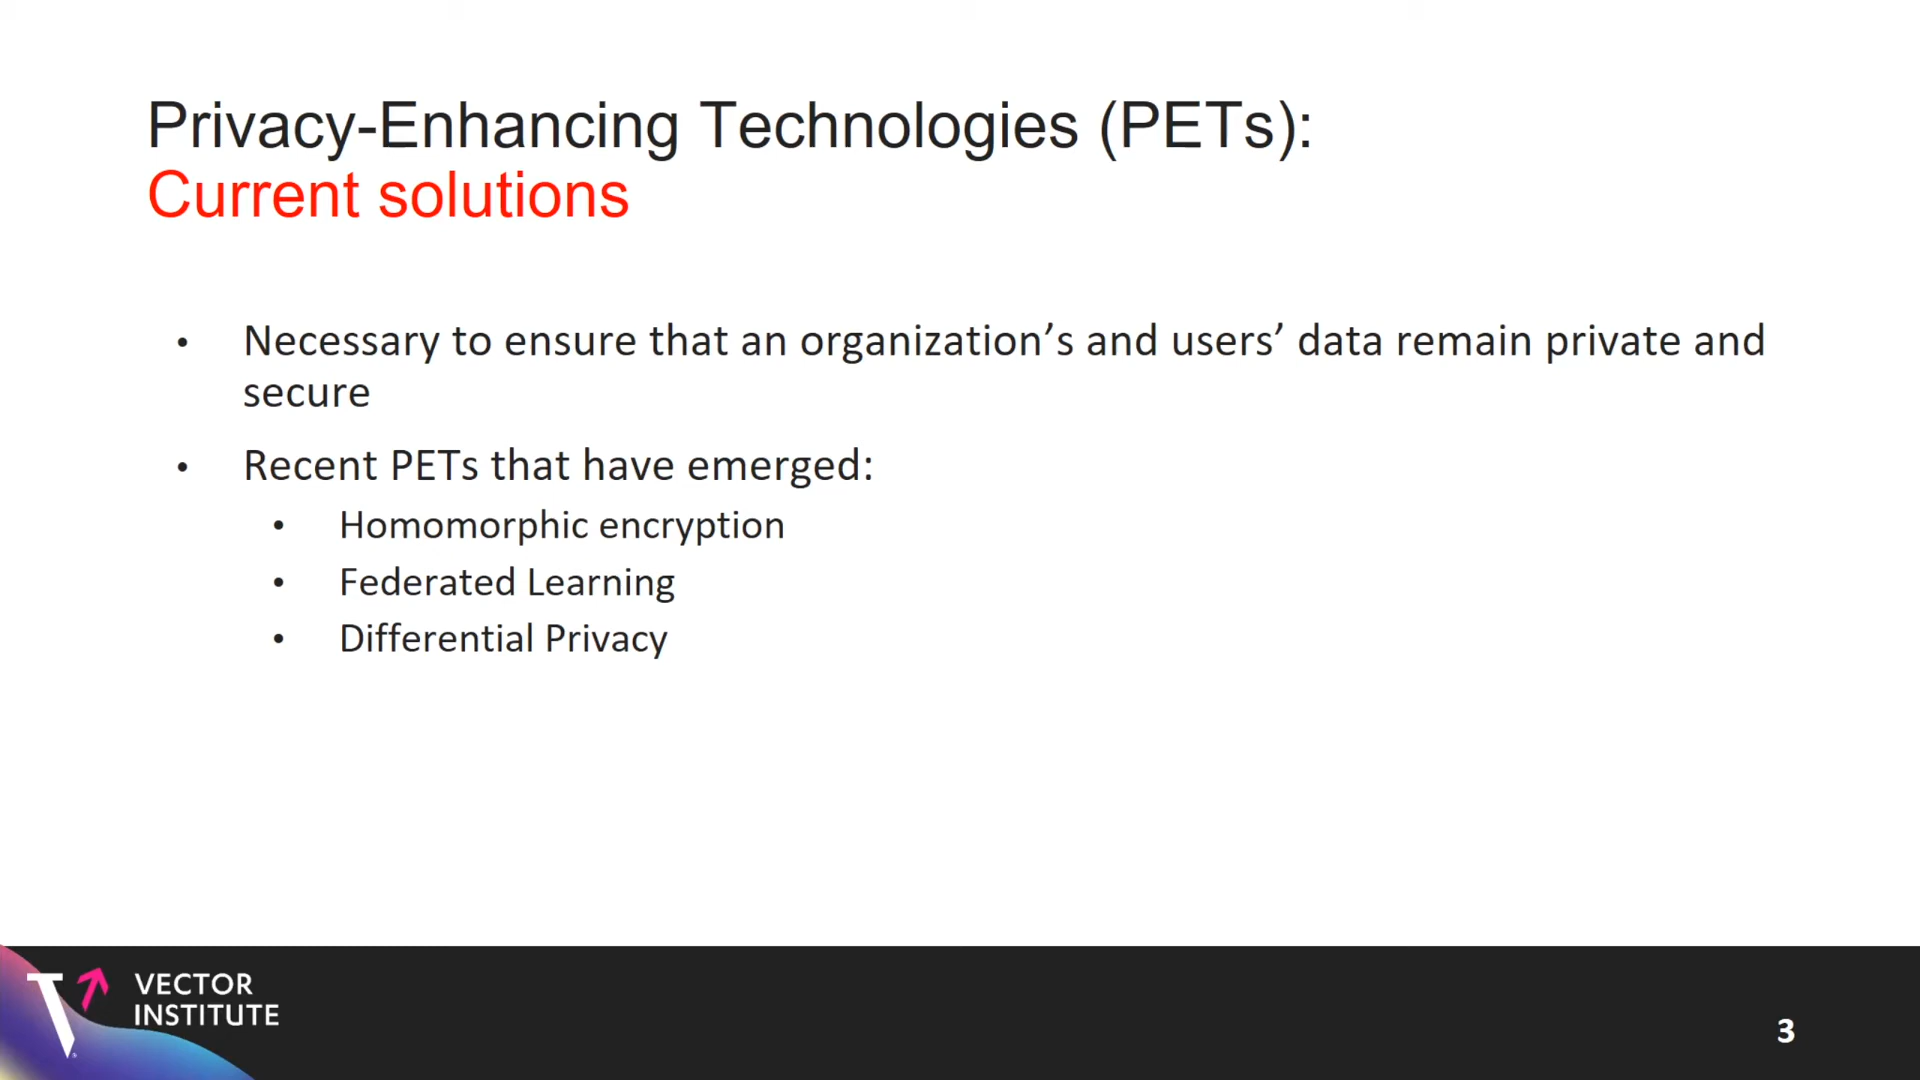 Privacy-Enhancing Technologies (PETs):
Current solutions
• Necessary to ensure that an organization’s and users’ data remain private and
secure
• Recent PETs that have emerged:
• Homomorphic encryption
• Federated Learning
• Differential Privacy
VECTOR
INSTITUTE
3